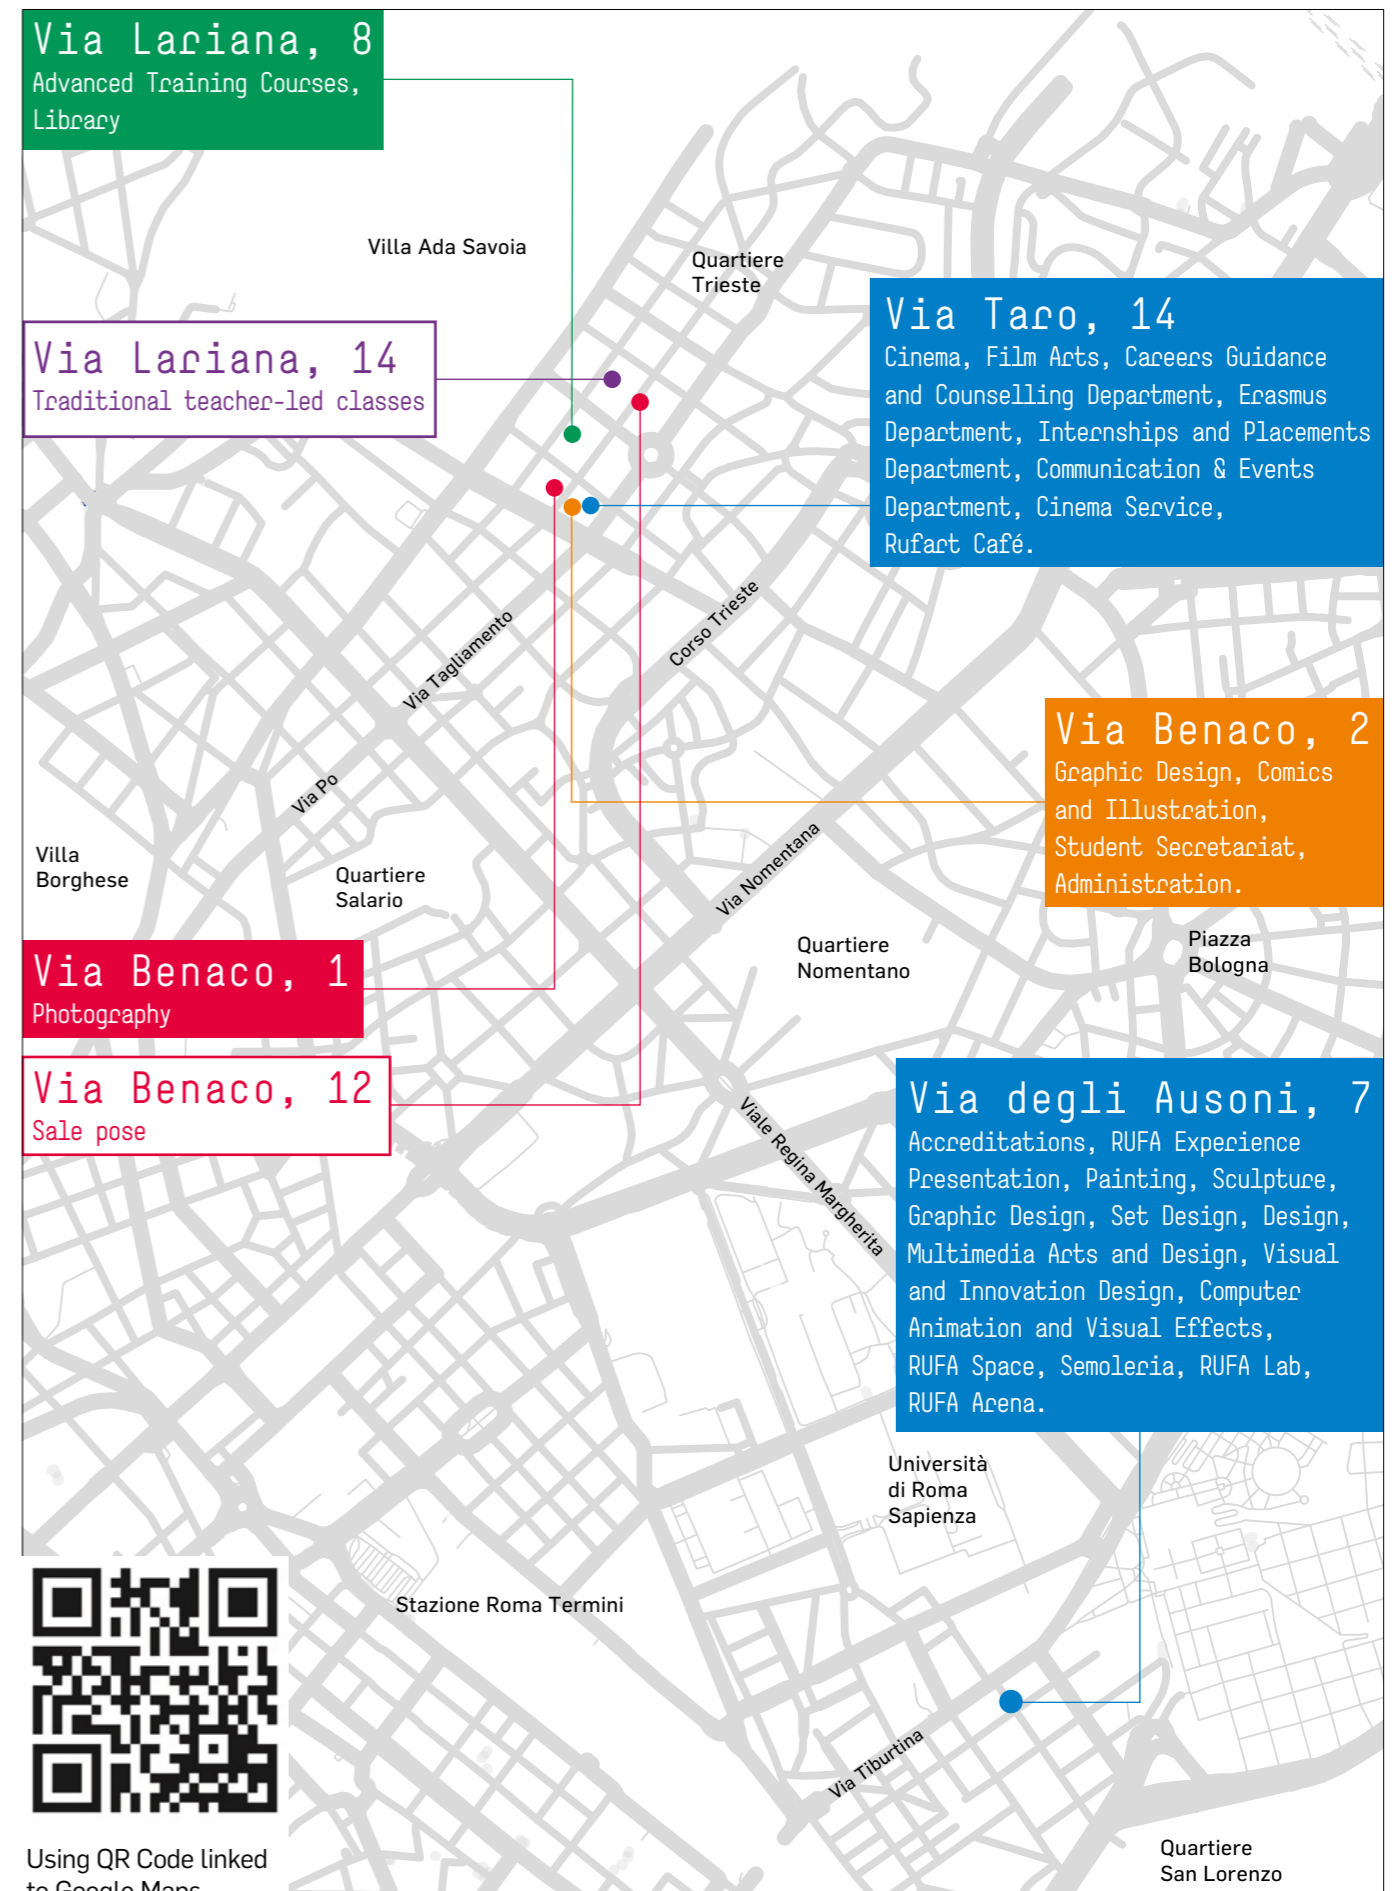 Via Lariana, 8
Advanced Training Courses,
Library
Villa Ada Savoia
Quartiere
Trieste
Via Taro, 14
Cinema, Film Arts, Careers Guidance
and Counselling Department, Erasmus
Department, Internships and Placements
Department, Communication & Events
Department, Cinema Service,
Rufart Café.
Via Lariana, 14
Traditional teacher-led classes
Via Tagliamento
Corso Trieste
Via Benaco, 2
Graphic Design, Comics
and Illustration,
Student Secretariat,
Administration.
Via Po
Via Nomentana
Villa
Borghese
Quartiere
Salario
Quartiere
Nomentano
Piazza
Bologna
Via Benaco, 1
Photography
Via Benaco, 12
Sale pose
Viale Regina Margherita
Via degli Ausoni, 7
Accreditations, RUFA Experience
Presentation, Painting, Sculpture,
Graphic Design, Set Design, Design,
Multimedia Arts and Design, Visual
and Innovation Design, Computer
Animation and Visual Effects,
RUFA Space, Semoleria, RUFA Lab,
RUFA Arena.
Università
di Roma
Sapienza
Stazione Roma Termini
Via Tiburtina
Quartiere
San Lorenzo
Using QR Code linked
to Google Maps